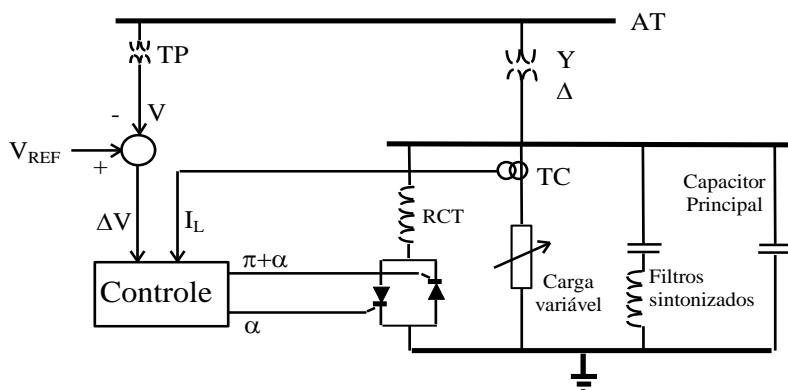 AT
TP
Y
Δ
-
V
V_REF
+
TC
Capacitor
Principal
RCT
ΔV
I_L
π+α
Controle
α
Carga
variável
Filtros
sintonizados